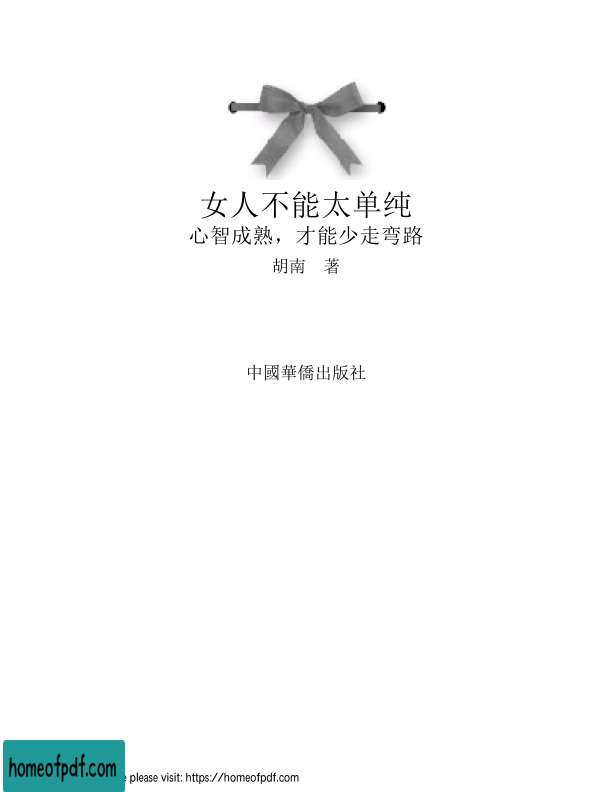 女人不能太单纯
心智成熟，才能少走弯路
胡南　著
中國華僑出版社
homeofpdf.com
please visit: https://homeofpdf.com